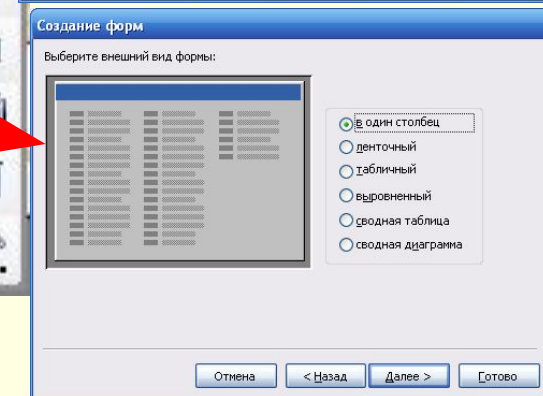 Создание форм
Выберите внешний вид формы:
в один столбец
ленточный
табличный
выровненный
сводная таблица
сводная диаграмма
Отмена
< Назад
Далее >
Готово